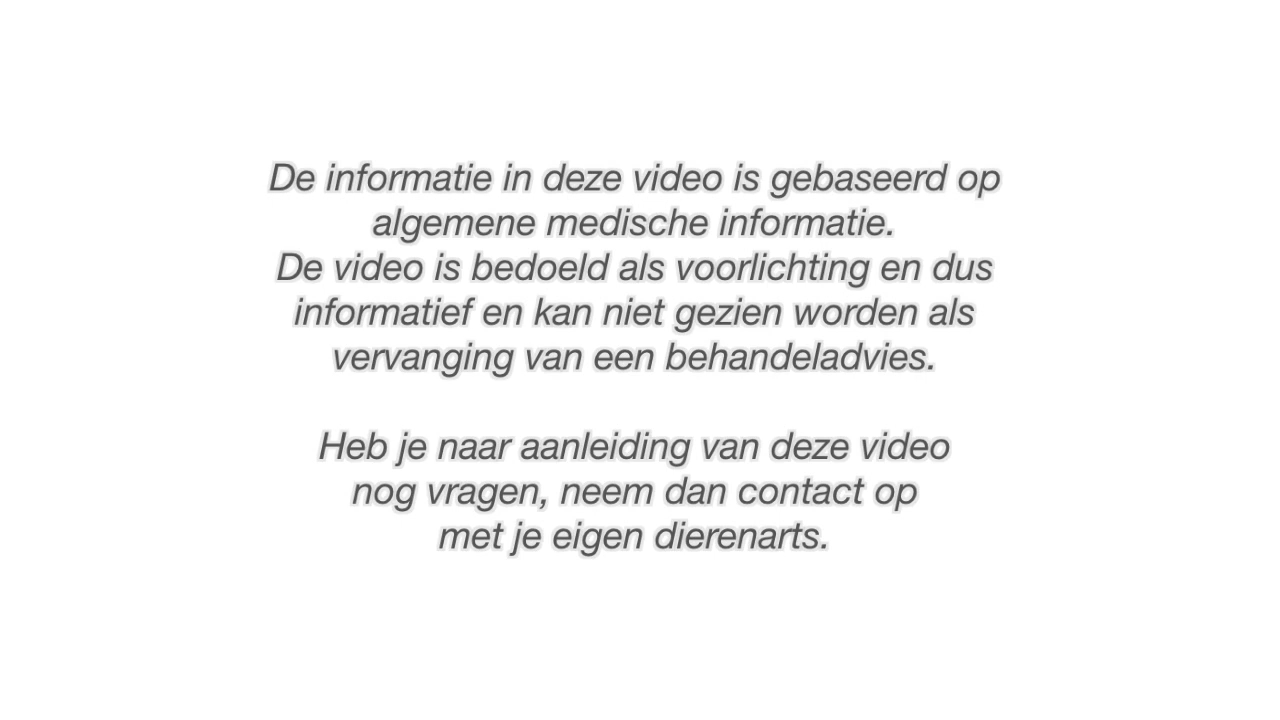 De informatie in deze video is gebaseerd op
algemene medische informatie.
De video is bedoeld als voorlichting en dus
informatief en kan niet gezien worden als
vervanging van een behandeladvies.
Heb je naar aanleiding van deze video
nog vragen, neem dan contact op
met je eigen dierenarts.